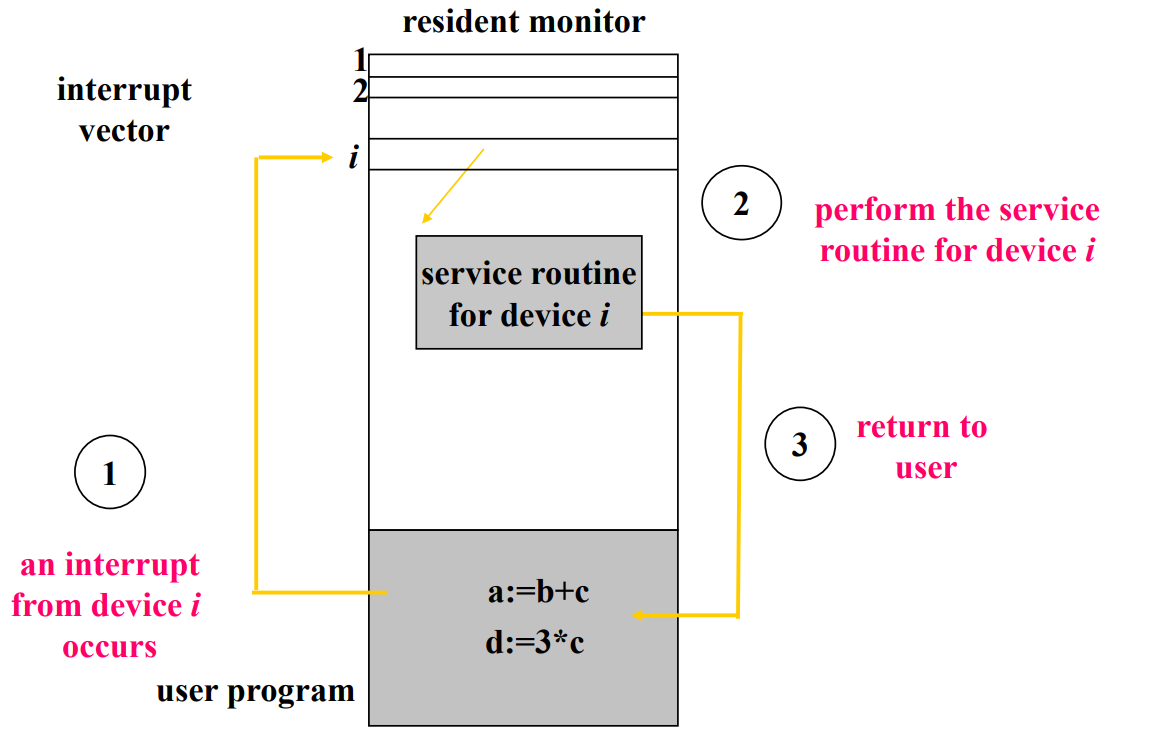 resident monitor
1
2
interrupt
vector
i
2
perform the service
routine for device i
service routine
for device i
3
return to
user
1
an interrupt
from device i
occurs
a:=b+c
d:=3*c
user program